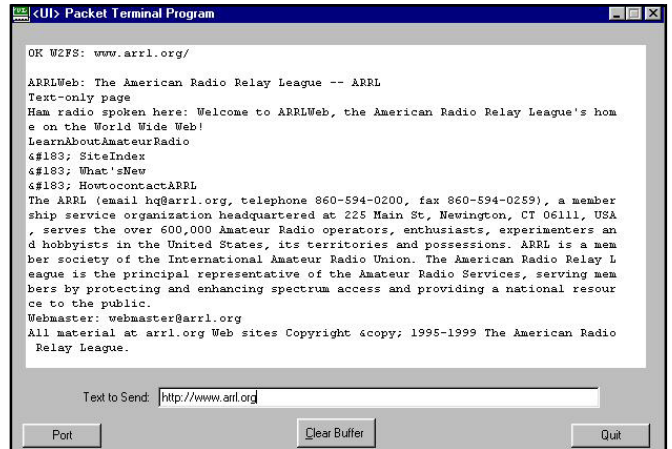 <UI> Packet Terminal Program
OK W2FS: www.arrl.org/
ARRLWeb: The American Radio Relay League -- ARRL
Text-only page
Ham radio spoken here: Welcome to ARRLWeb, the American Radio Relay League's hom
e on the World Wide Web!
LearnAboutAmateurRadio
&#183; SiteIndex
&#183; What'sNew
&#183; HowtocontactARRL
The ARRL (email hq@arrl.org, telephone 860-594-0200, fax 860-594-0259), a member
ship service organization headquartered at 225 Main St, Newington, CT 06111, USA
, serves the over 600,000 Amateur Radio operators, enthusiasts, experimenters an
d hobbyists in the United States, its territories and possessions. ARRL is a mem
ber society of the International Amateur Radio Union. The American Radio Relay L
eague is the principal representative of the Amateur Radio Services, serving mem
bers by protecting and enhancing spectrum access and providing a national resour
ce to the public.
Webmaster: webmaster@arrl.org
All material at arrl.org Web sites Copyright &copy; 1995-1999 The American Radio
Relay League.
Text to Send: http://www.arrl.org
Port Clear Buffer Quit